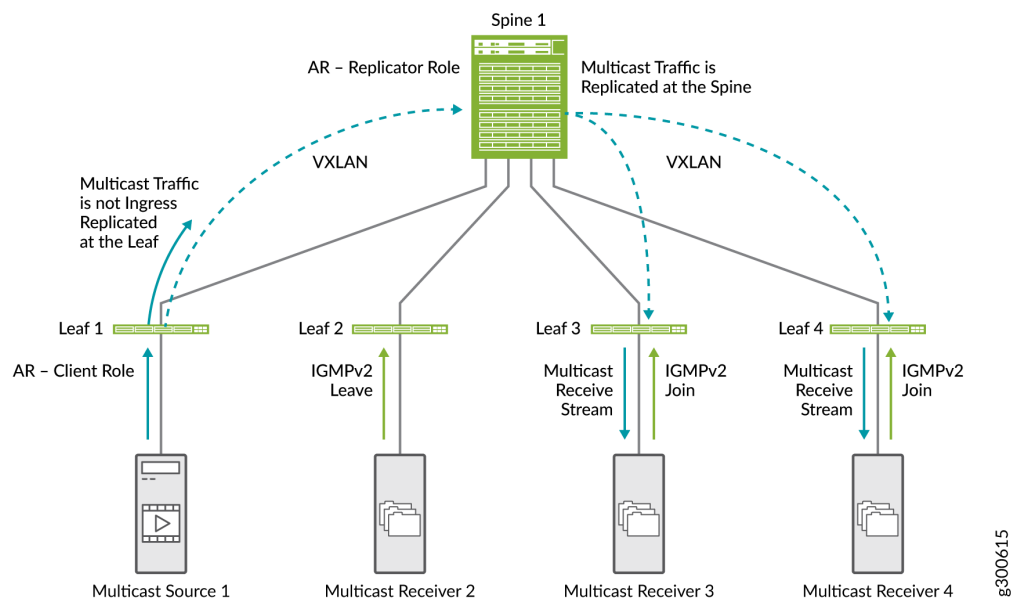 Spine 1
AR – Replicator Role
Multicast Traffic is
Replicated at the Spine
VXLAN
VXLAN
Multicast Traffic
is not Ingress
Replicated
at the Leaf
Leaf 1
Leaf 2
Leaf 3
Leaf 4
AR – Client Role
IGMPv2
Leave
Multicast
Receive
Stream
IGMPv2
Join
Multicast
Receive
Stream
IGMPv2
Join
Multicast Source 1
Multicast Receiver 2
Multicast Receiver 3
Multicast Receiver 4
g300615